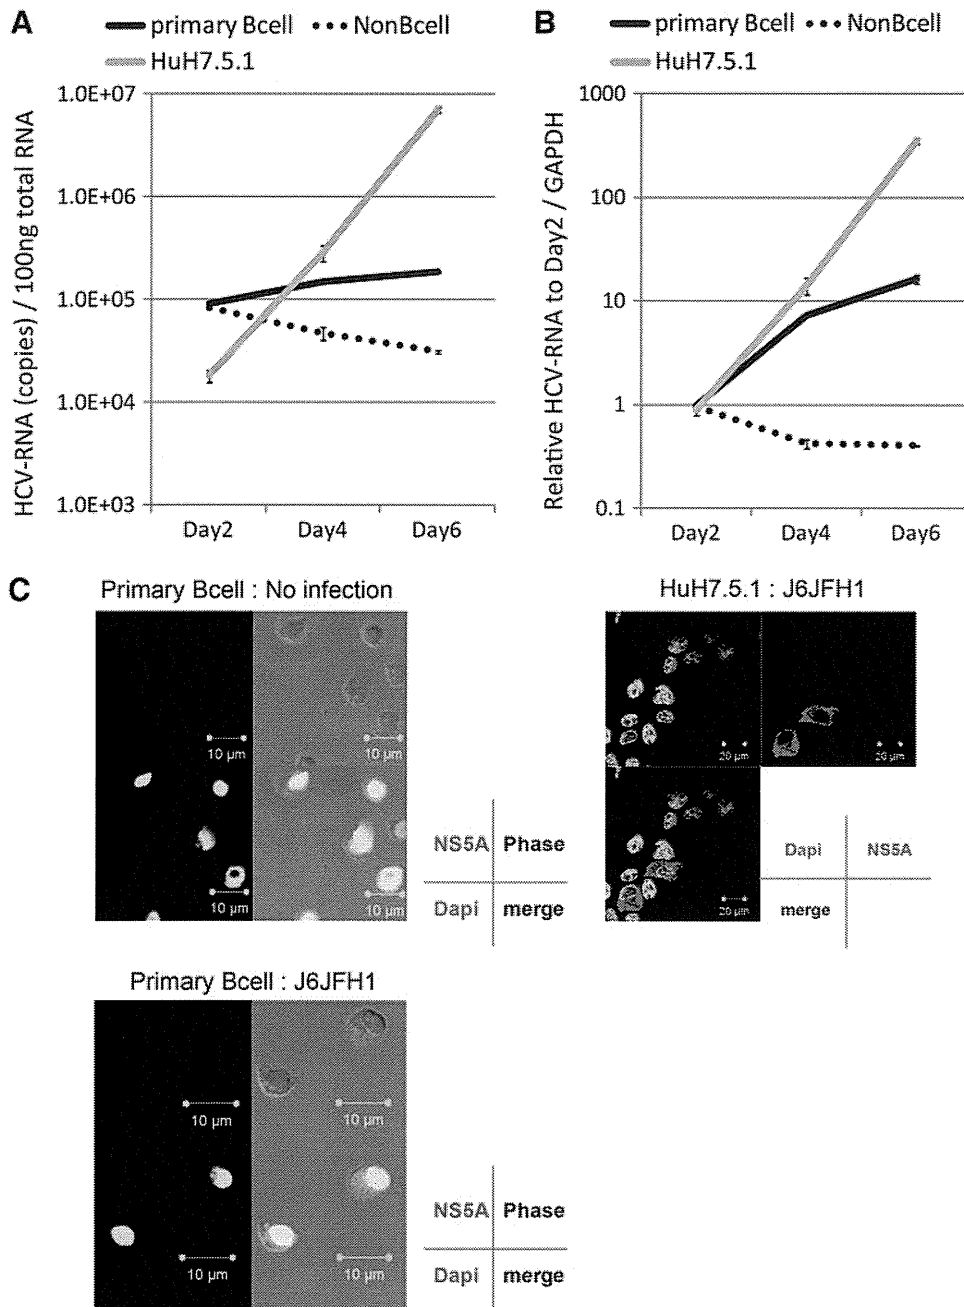 A
primary Bcell NonBcell
HuH7.5.1
HCV-RNA (copies) / 100ng total RNA
1.0E+07
1.0E+06
1.0E+05
1.0E+04
1.0E+03
Day2 Day4 Day6
B
primary Bcell NonBcell
HuH7.5.1
Relative HCV-RNA to Day2 / GAPDH
1000
100
10
1
0.1
Day2 Day4 Day6
C
Primary Bcell : No infection
10 µm 10 µm
10 µm 10 µm
NS5A Phase
Dapi merge
HuH7.5.1 : J6JFH1
20 µm 20 µm
20 µm
Dapi NS5A
merge
Primary Bcell : J6JFH1
10 µm 10 µm
10 µm 10 µm
NS5A Phase
Dapi merge